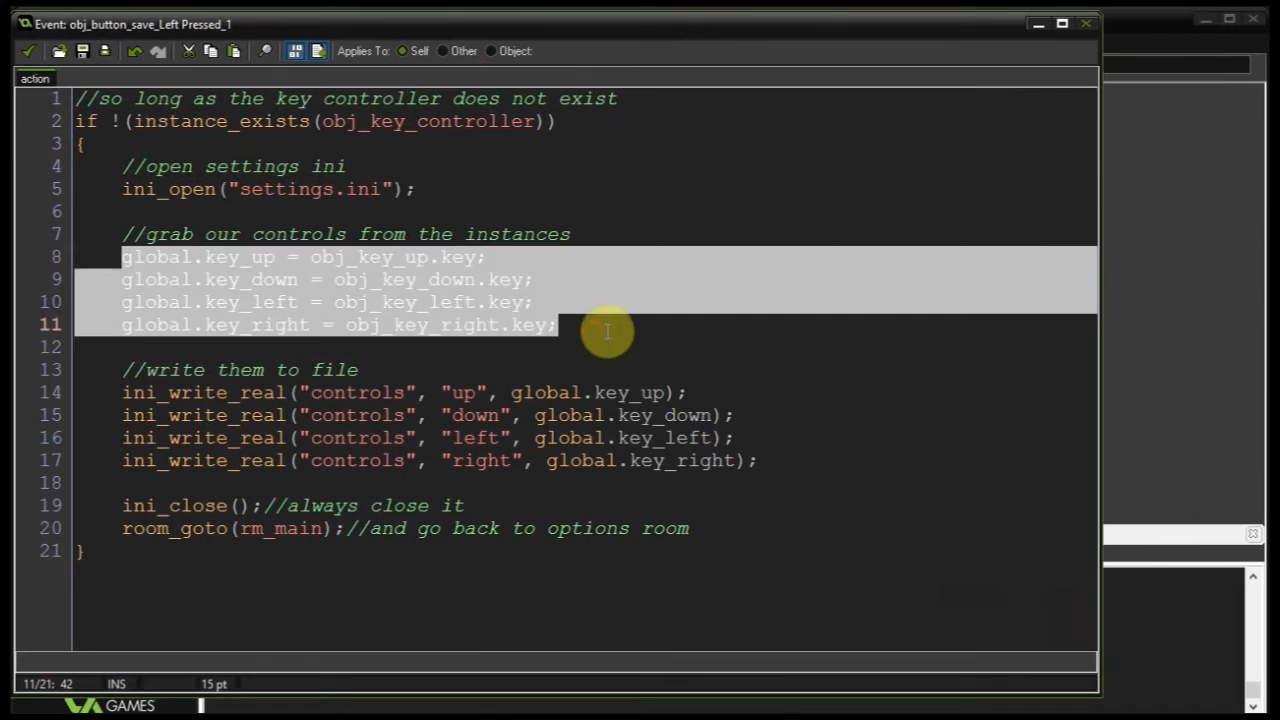 Event: obj_button_save_Left Pressed_1
Applies To: Self Other Object:
action
1 //so long as the key controller does not exist
2 if !(instance_exists(obj_key_controller))
3 {
4 //open settings ini
5 ini_open("settings.ini");
6
7 //grab our controls from the instances
8 global.key_up = obj_key_up.key;
9 global.key_down = obj_key_down.key;
10 global.key_left = obj_key_left.key;
11 global.key_right = obj_key_right.key;
12
13 //write them to file
14 ini_write_real("controls", "up", global.key_up);
15 ini_write_real("controls", "down", global.key_down);
16 ini_write_real("controls", "left", global.key_left);
17 ini_write_real("controls", "right", global.key_right);
18
19 ini_close();//always close it
20 room_goto(rm_main);//and go back to options room
21 }
11/21: 42 INS 15 pt
GAMES